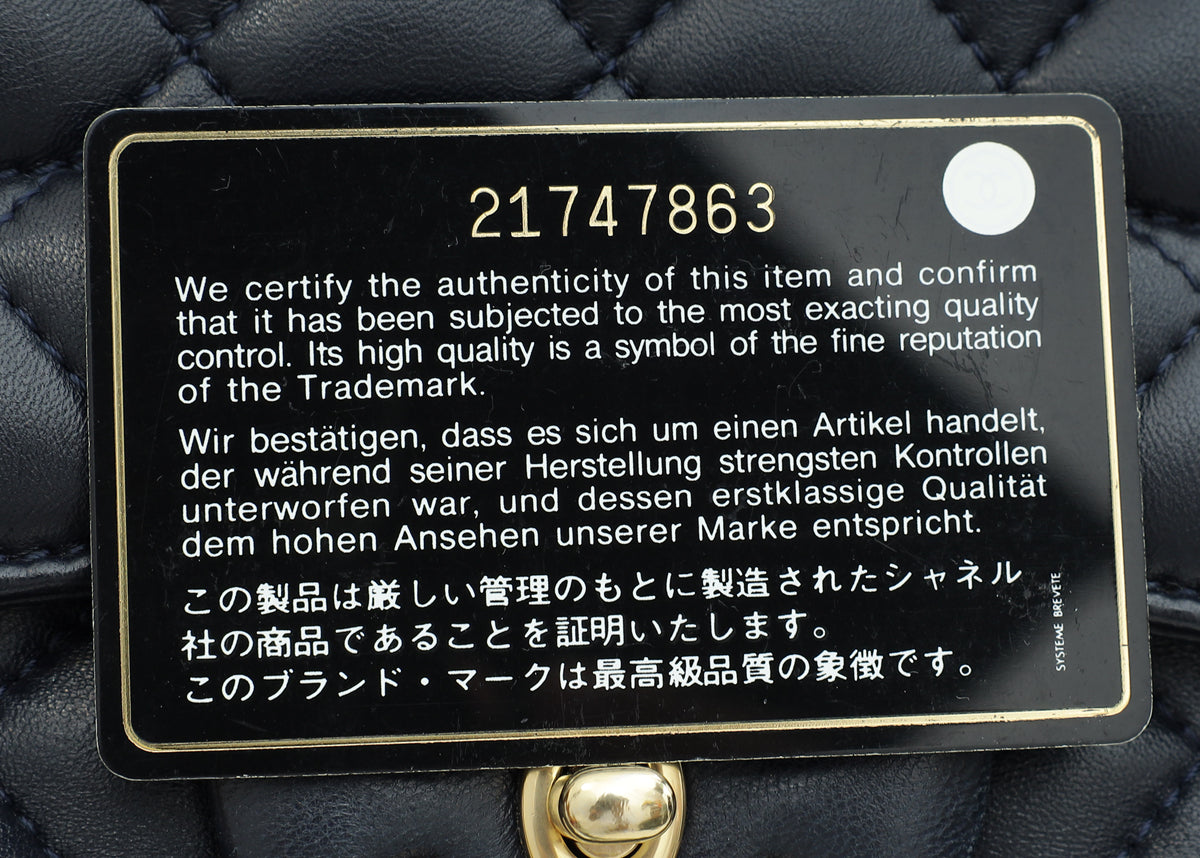 21747863
We certify the authenticity of this item and confirm
that it has been subjected to the most exacting quality
control. Its high quality is a symbol of the fine reputation
of the Trademark.
Wir bestätigen, dass es sich um einen Artikel handelt,
der während seiner Herstellung strengsten Kontrollen
unterworfen war, und dessen erstklassige Qualität
dem hohen Ansehen unserer Marke entspricht.
この製品は厳しい管理のもとに製造されたシャネル
社の商品であることを証明いたします。
このブランド・マークは最高級品質の象徴です。
SYSTEME BREVETE